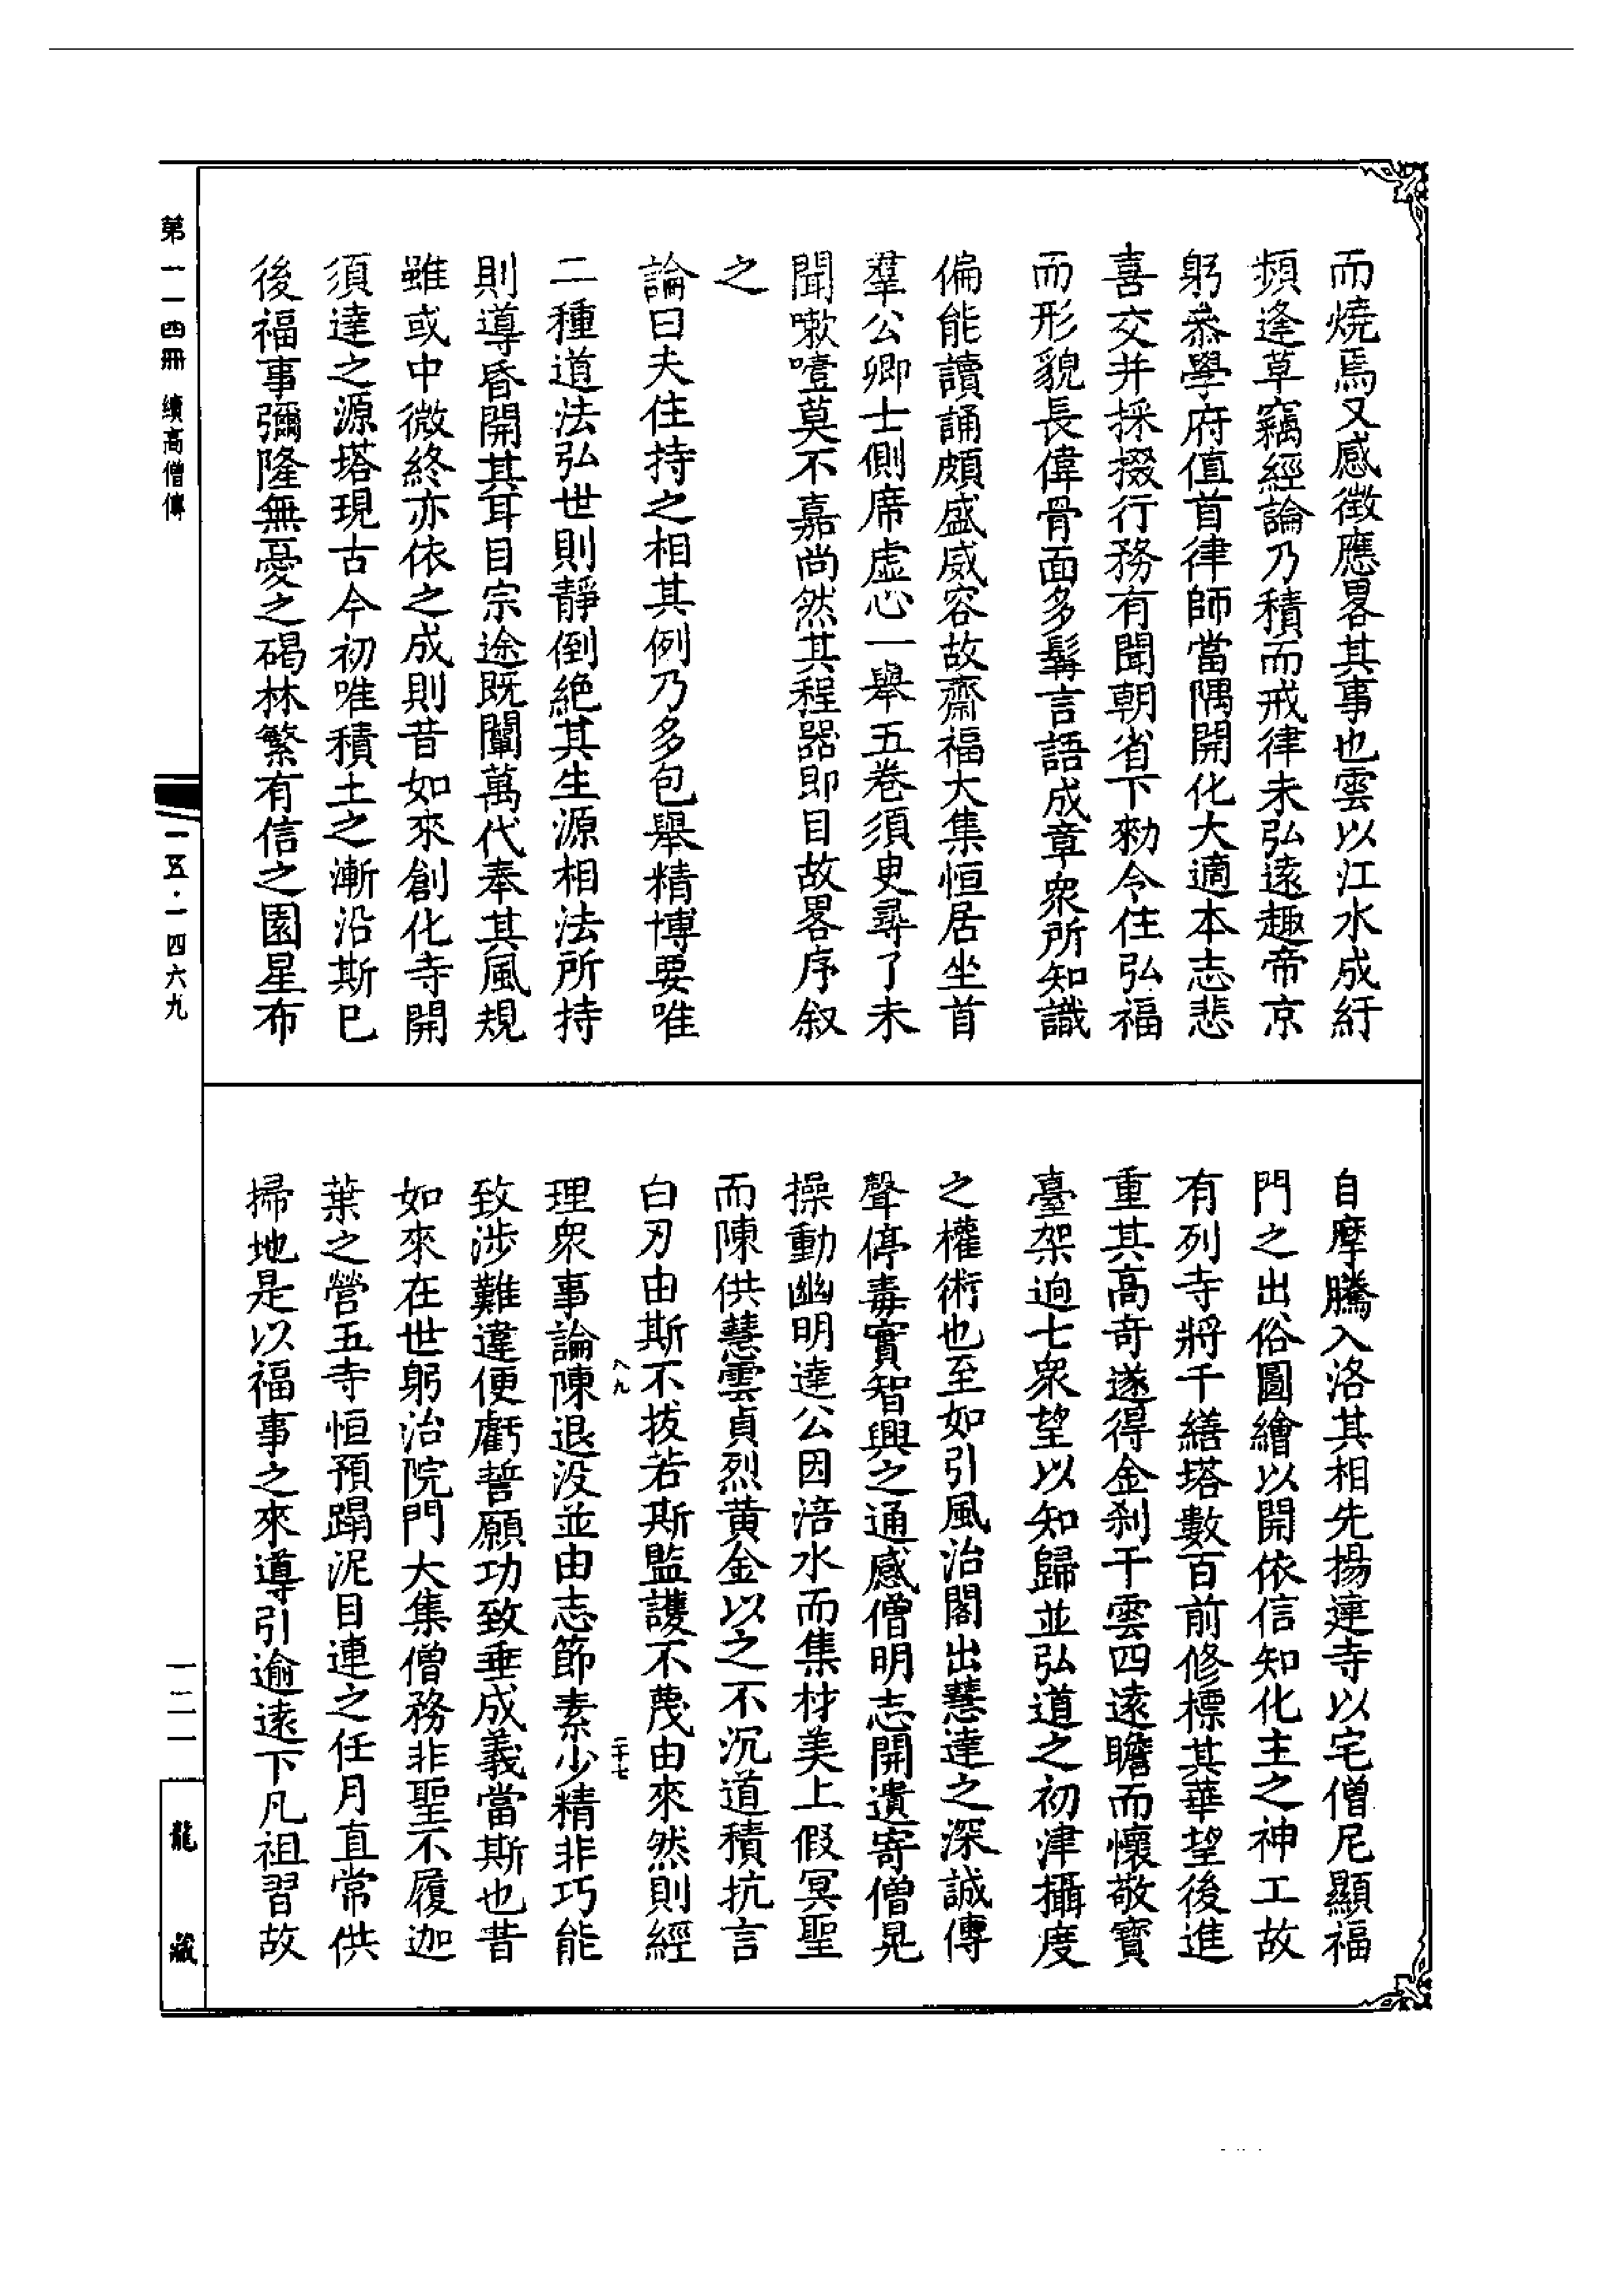 而燒焉又感徵應畧其事也雲以江水成紆
頻逢草竊經論乃積而戒律未弘遠趣帝京
躬恭學府值首律師當隅開化大適本志悲
喜交并採掇行務有聞朝省下勑令住弘福
而形貌長偉骨面多髯言語成章衆所知識
偏能讀誦頗盛威容故齋福大集恒居坐首
羣公卿士側席虛心一舉五卷須臾尋了未
聞嗽噎莫不嘉尚然其程器即目故畧序叙
之
論曰夫住持之相其例乃多包舉精博要唯
二種道法弘世則靜倒絕其生源相法所持
則導昏開其耳目宗途既闡萬代奉其風規
雖或中微終亦依之成則昔如來創化寺開
須達之源塔現古今初唯積土之漸沿斯已
後福事彌隆無憂之碣林繁有信之園星布
自摩騰入洛其相先揚建寺以宅僧尼顯福
門之出俗圖繪以開依信知化主之神工故
有列寺將千繕塔數百前修標其華望後進
重其高奇遂得金刹干雲四遠瞻而懷敬寶
臺架迥七衆望以知歸並弘道之初津攝度
之權術也至如引風治閣出慧達之深誠傳
聲停毒實智興之通感僧明志開遺寄僧晃
操動幽明達公因涪水而集材美上假冥聖
而陳供慧雲貞烈黃金以之不沉道積抗言
白刃由斯不拔若斯監護不蔑由來然則經
理衆事論陳退没並由志節素少精非巧能
致涉難違便虧誓願功致垂成義當斯也昔
如來在世躬治院門大集僧務非聖不履迦
葉之營五寺恒預蹋泥目連之任月直常供
掃地是以福事之來導引逾遠下凡祖習故
八九
二十七
第一一四冊 續高僧傳
一五·一四六九
一二一
龍藏